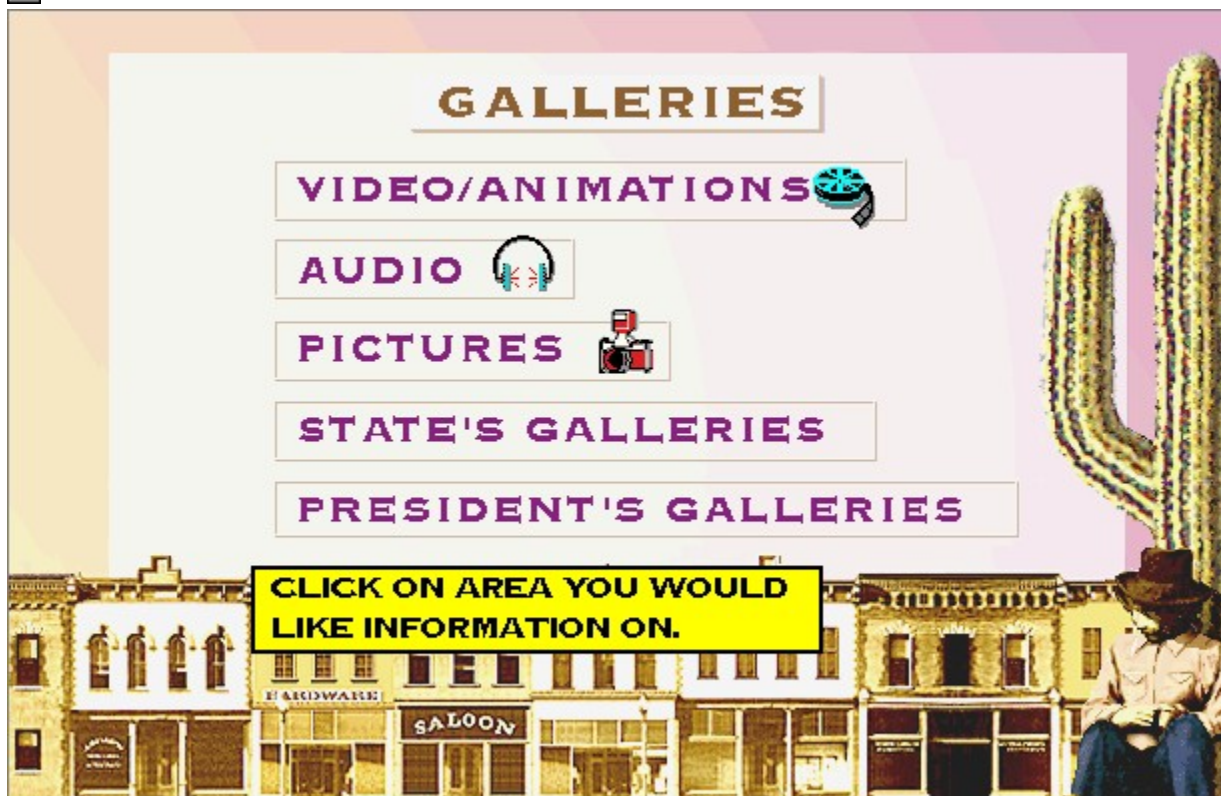 GALLERIES
VIDEO/ANIMATIONS
AUDIO
PICTURES
STATE'S GALLERIES
PRESIDENT'S GALLERIES
CLICK ON AREA YOU WOULD
LIKE INFORMATION ON.
HARDWARE
SALOON